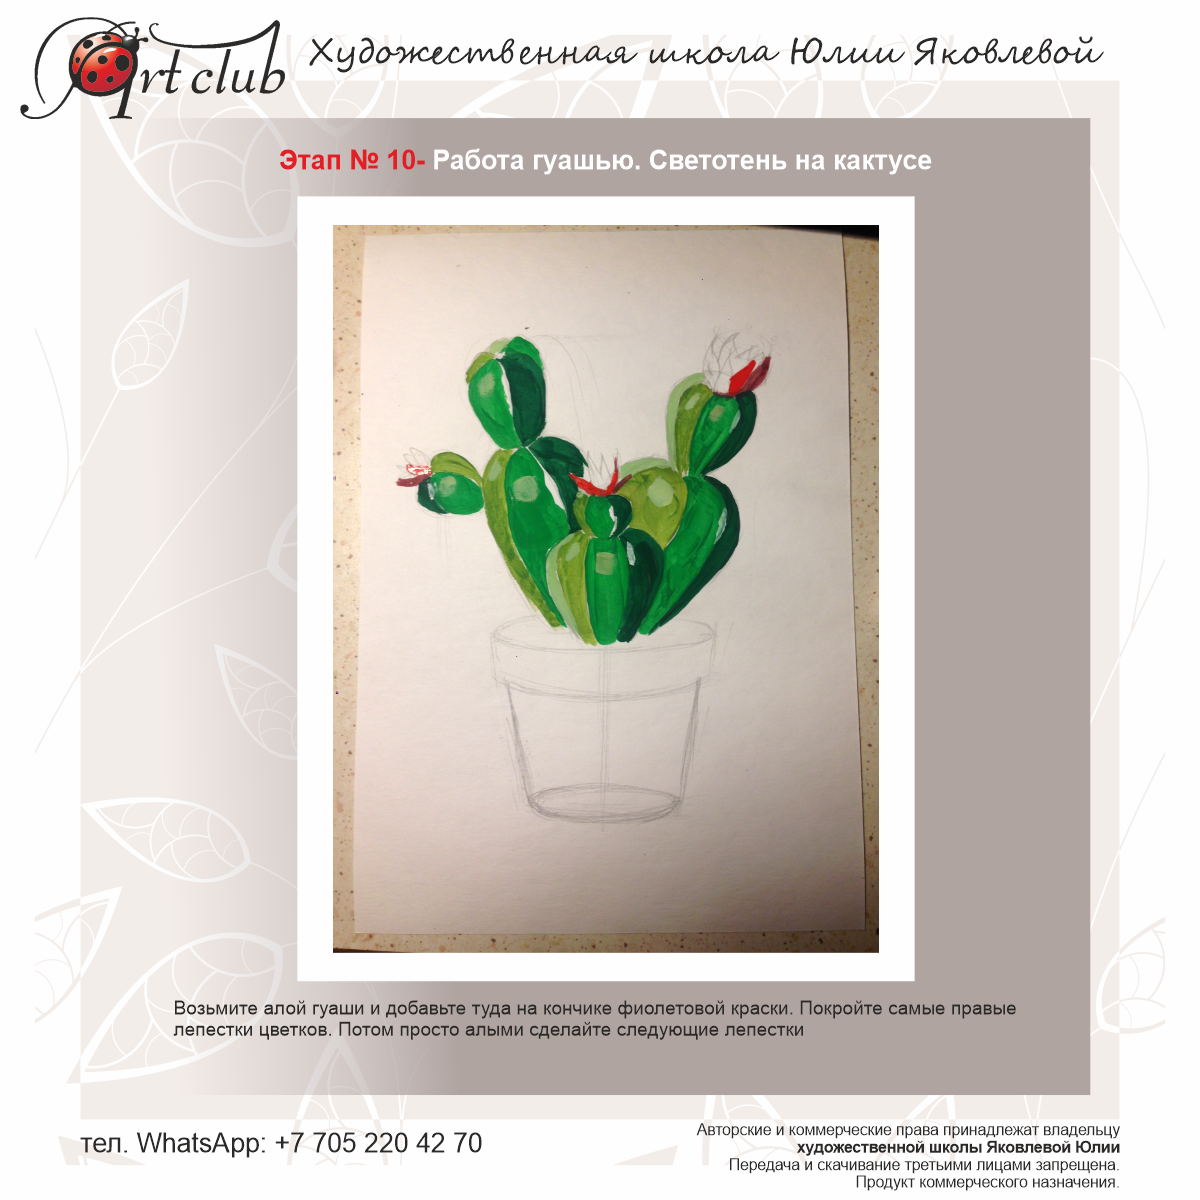 Art club
Художественная школа Юлии Яковлевой
Этап № 10- Работа гуашью. Светотень на кактусе
Возьмите алой гуаши и добавьте туда на кончике фиолетовой краски. Покройте самые правые
лепестки цветков. Потом просто алыми сделайте следующие лепестки
тел. WhatsApp: +7 705 220 42 70
Авторские и коммерческие права принадлежат владельцу
художественной школы Яковлевой Юлии
Передача и скачивание третьими лицами запрещена.
Продукт коммерческого назначения.